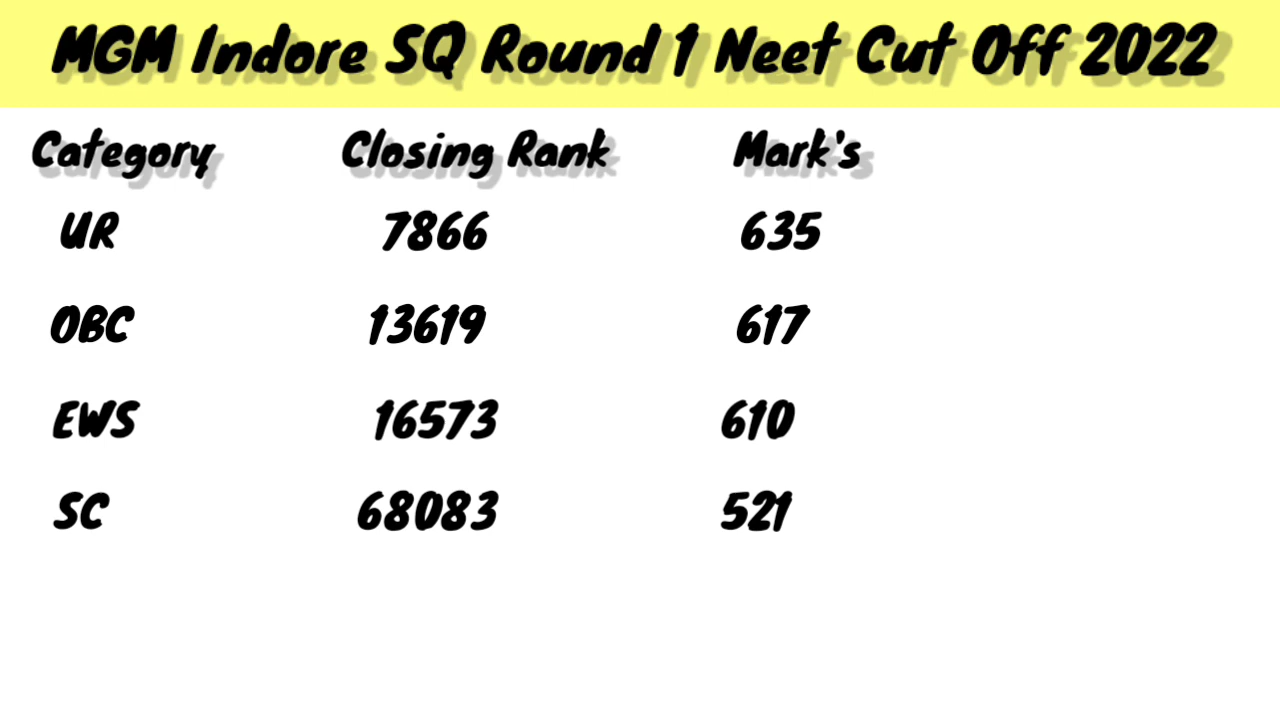 MGM Indore SQ Round 1 Neet Cut Off 2022
Category Closing Rank Mark's
UR 7866 635
OBC 13619 617
EWS 16573 610
SC 68083 521